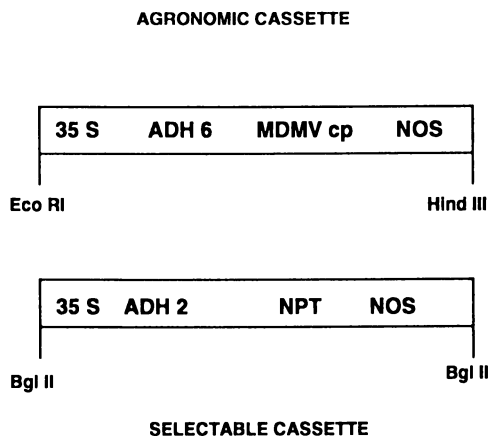 AGRONOMIC CASSETTE
35 S ADH 6 MDMV cp NOS
Eco RI Hind III
35 S ADH 2 NPT NOS
Bgl II Bgl II
SELECTABLE CASSETTE